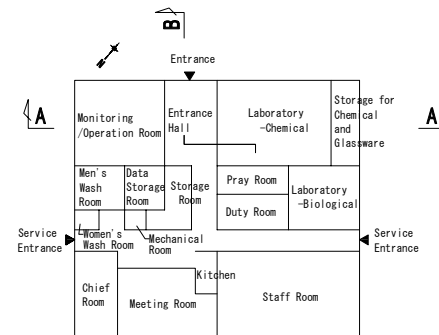 B
Entrance
A
A
Monitoring
/Operation Room
Entrance
Hall
Laboratory
-Chemical
Storage for
Chemical
and
Glassware
Men's
Wash
Room
Data
Storage
Room
Storage
Room
Pray Room
Duty Room
Laboratory
-Biological
Service
Entrance
Women's
Wash Room
Mechanical
Room
Service
Entrance
Chief
Room
Meeting Room
Kitchen
Staff Room